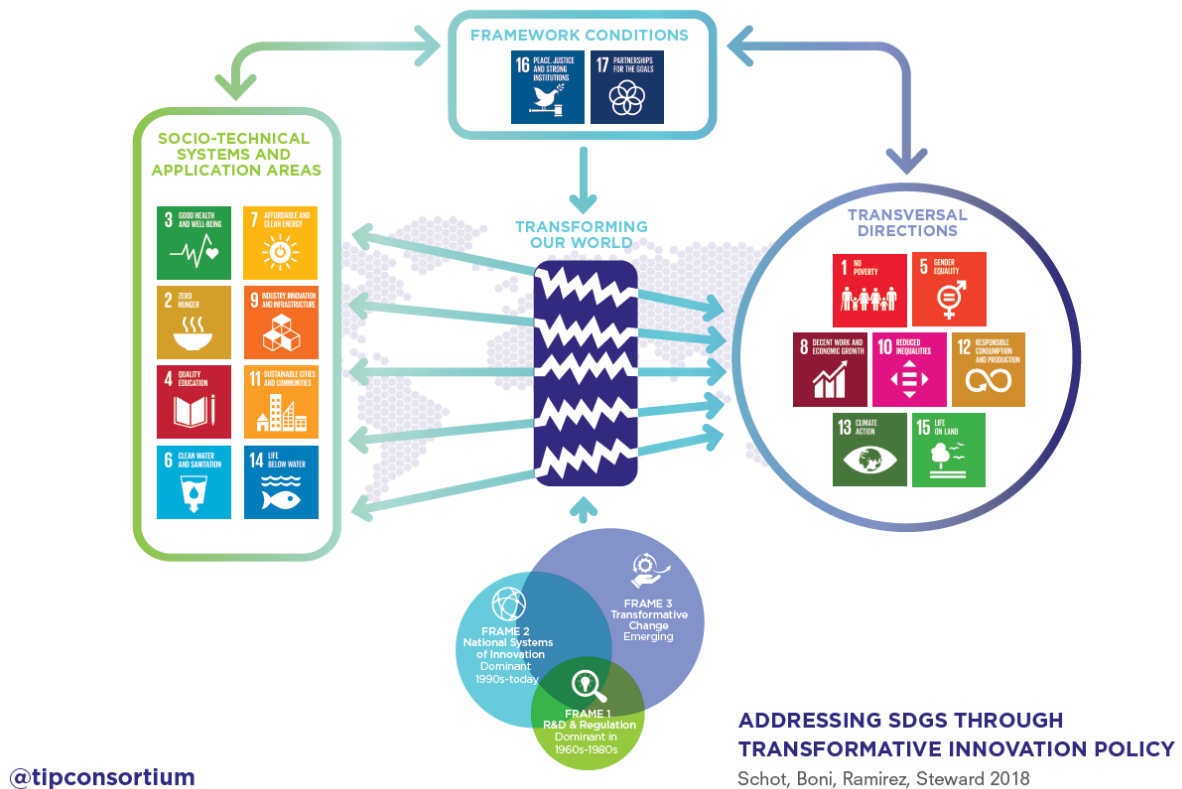 FRAMEWORK CONDITIONS
16 PEACE, JUSTICE
AND STRONG
INSTITUTIONS
17 PARTNERSHIPS
FOR THE GOALS
SOCIO-TECHNICAL
SYSTEMS AND
APPLICATION AREAS
3 GOOD HEALTH
AND WELL-BEING
7 AFFORDABLE AND
CLEAN ENERGY
2 ZERO
HUNGER
9 INDUSTRY, INNOVATION
AND INFRASTRUCTURE
4 QUALITY
EDUCATION
11 SUSTAINABLE CITIES
AND COMMUNITIES
6 CLEAN WATER
AND SANITATION
14 LIFE
BELOW WATER
TRANSFORMING
OUR WORLD
TRANSVERSAL
DIRECTIONS
1 NO
POVERTY
5 GENDER
EQUALITY
8 DECENT WORK AND
ECONOMIC GROWTH
10 REDUCED
INEQUALITIES
12 RESPONSIBLE
CONSUMPTION
AND PRODUCTION
13 CLIMATE
ACTION
15 LIFE
ON LAND
FRAME 3
Transformative
Change
Emerging
FRAME 2
National Systems
of Innovation
Dominant
1990s-today
FRAME 1
R&D & Regulation
Dominant in
1960s-1980s
ADDRESSING SDGS THROUGH
TRANSFORMATIVE INNOVATION POLICY
Schot, Boni, Ramirez, Steward 2018
@tipconsortium